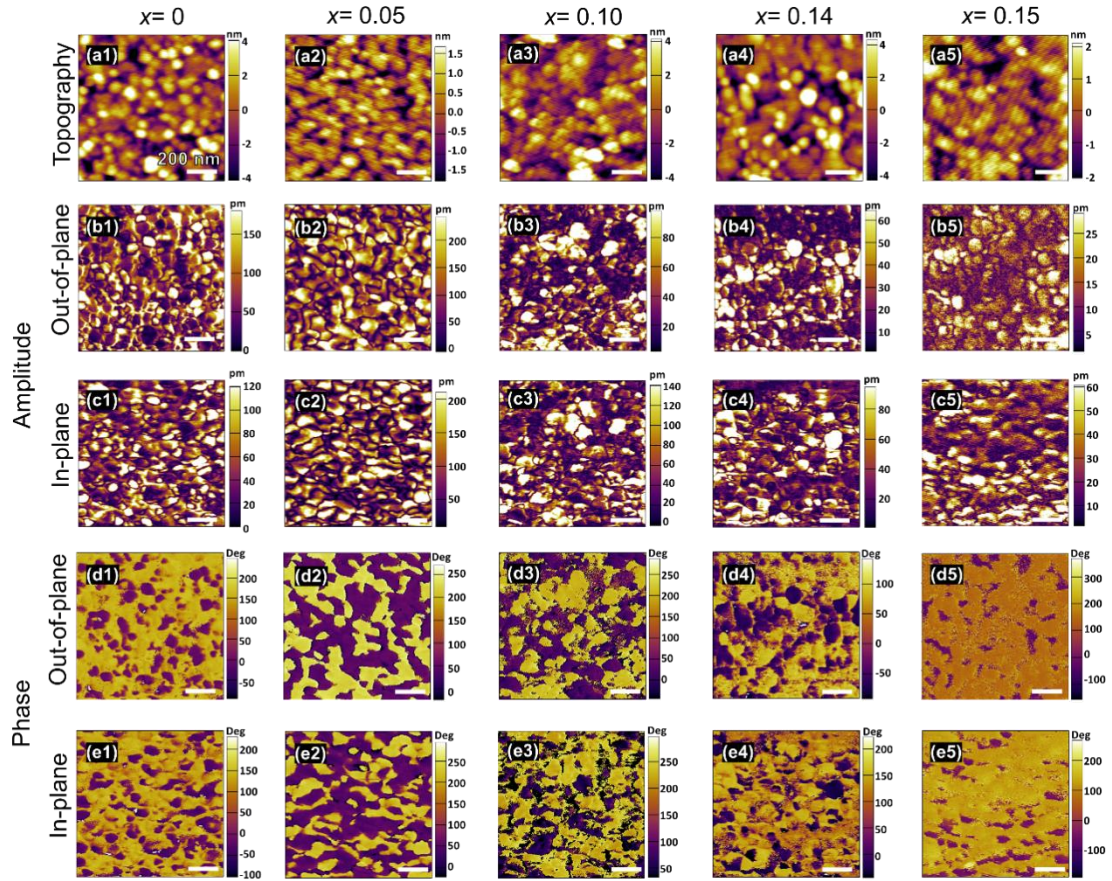 x= 0 x= 0.05 x= 0.10 x= 0.14 x= 0.15
Topography
(a1) 200 nm nm 4 2 0 -2 -4
(a2) nm 1.5 1.0 0.5 0.0 -0.5 -1.0 -1.5
(a3) nm 4 2 0 -2 -4
(a4) nm 4 2 0 -2 -4
(a5) nm 2 1 0 -1 -2
Amplitude
Out-of-plane
(b1) pm 150 100 50 0
(b2) pm 200 150 100 50 0
(b3) pm 80 60 40 20
(b4) pm 60 50 40 30 20 10
(b5) pm 25 20 15 10 5
In-plane
(c1) pm 120 100 80 60 40 20 0
(c2) pm 200 150 100 50
(c3) pm 140 120 100 80 60 40 20 0
(c4) pm 80 60 40 20
(c5) pm 60 50 40 30 20 10
Phase
Out-of-plane
(d1) Deg 200 150 100 50 0 -50
(d2) Deg 250 200 150 100 50 0
(d3) Deg 250 200 150 100 50 0
(d4) Deg 100 50 0 -50
(d5) Deg 300 200 100 0 -100
In-plane
(e1) Deg 200 150 100 50 0 -50 -100
(e2) Deg 250 200 150 100 50 0
(e3) Deg 300 250 200 150 100 50
(e4) Deg 200 150 100 50 0
(e5) Deg 200 100 0 -100